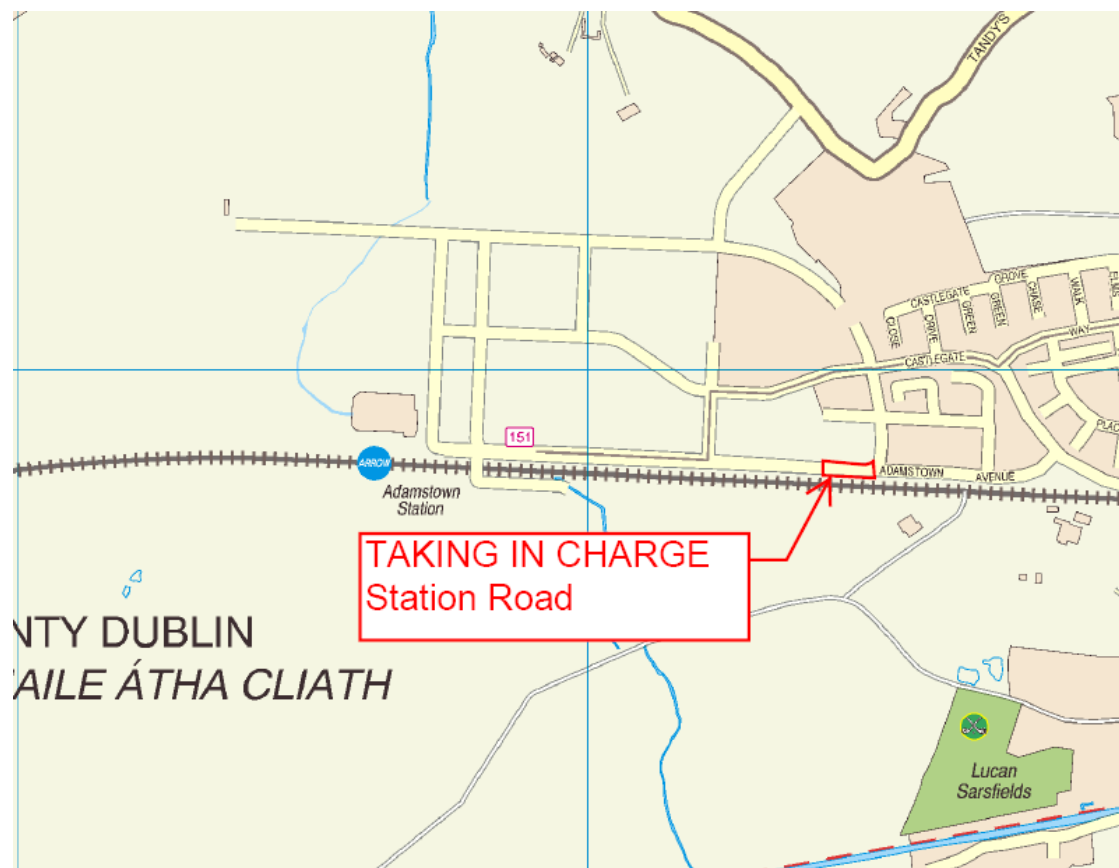 TANDY'S
CASTLEGATE
GROVE
CLOSE
DRIVE
GREEN
GREEN
CHASE
WALK
ELMS
WAY
CASTLEGATE
PLAC
151
ARROW
Adamstown
Station
ADAMSTOWN
AVENUE
TAKING IN CHARGE
Station Road
NTY DUBLIN
AILE ÁTHA CLIATH
Lucan
Sarsfields